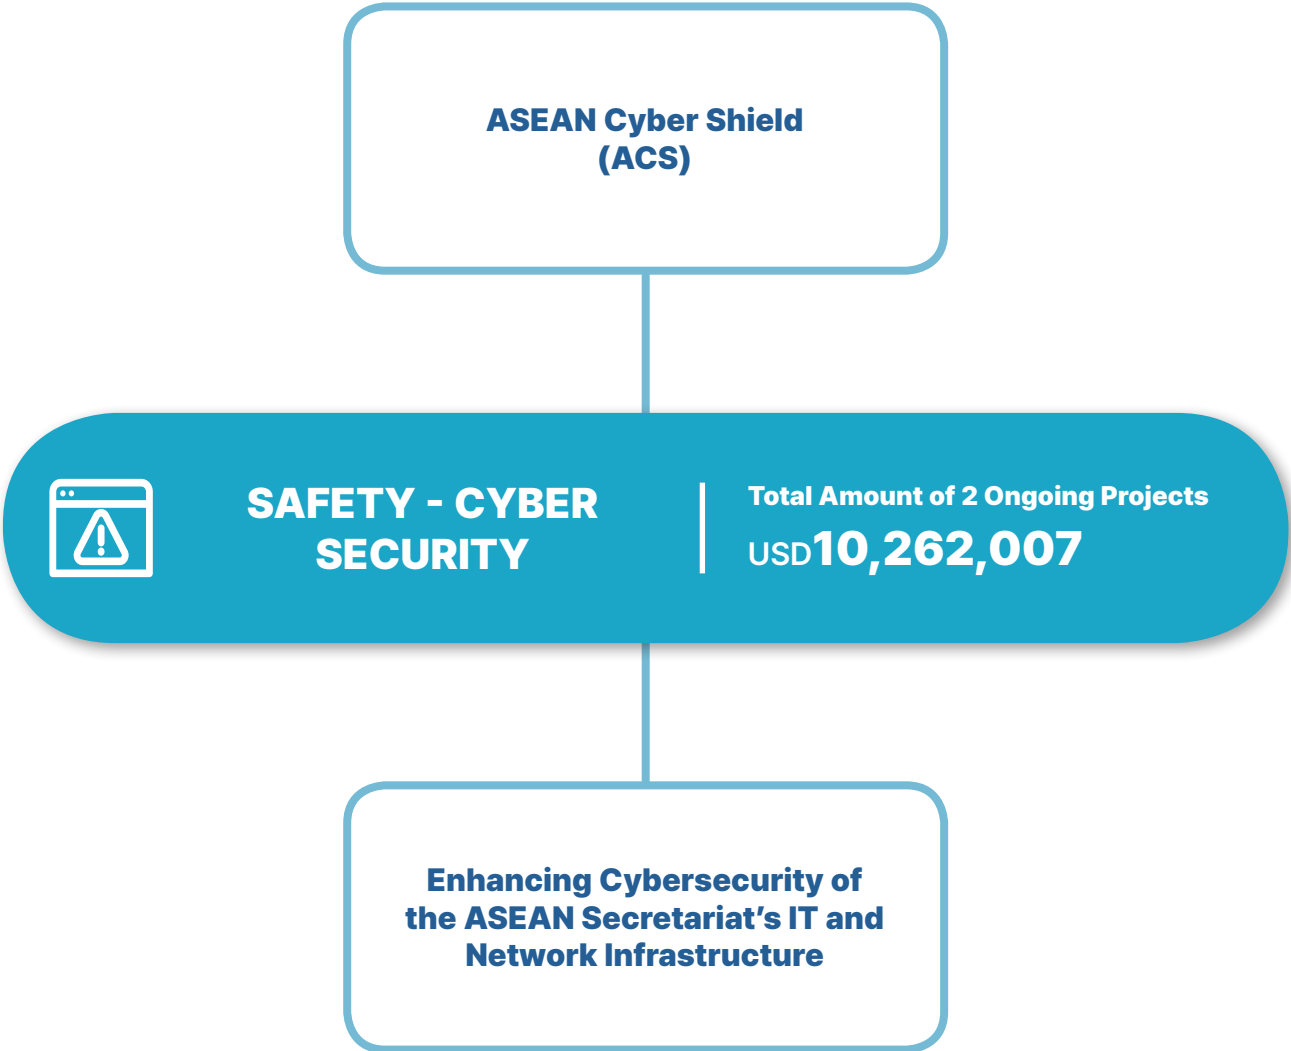 ASEAN Cyber Shield
(ACS)
SAFETY - CYBER
SECURITY
Total Amount of 2 Ongoing Projects
USD10,262,007
Enhancing Cybersecurity of
the ASEAN Secretariat’s IT and
Network Infrastructure